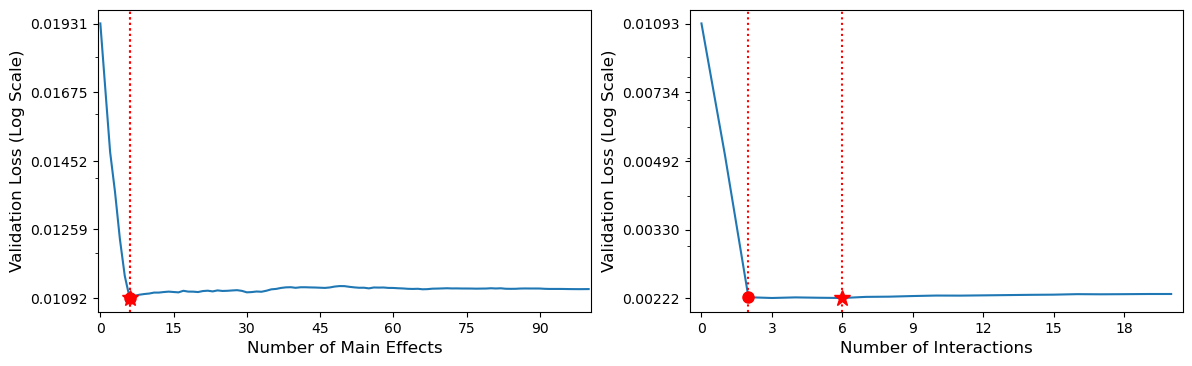 Validation Loss (Log Scale)
0.01931
0.01675
0.01452
0.01259
0.01092
0 15 30 45 60 75 90
Number of Main Effects
Validation Loss (Log Scale)
0.01093
0.00734
0.00492
0.00330
0.00222
0 3 6 9 12 15 18
Number of Interactions